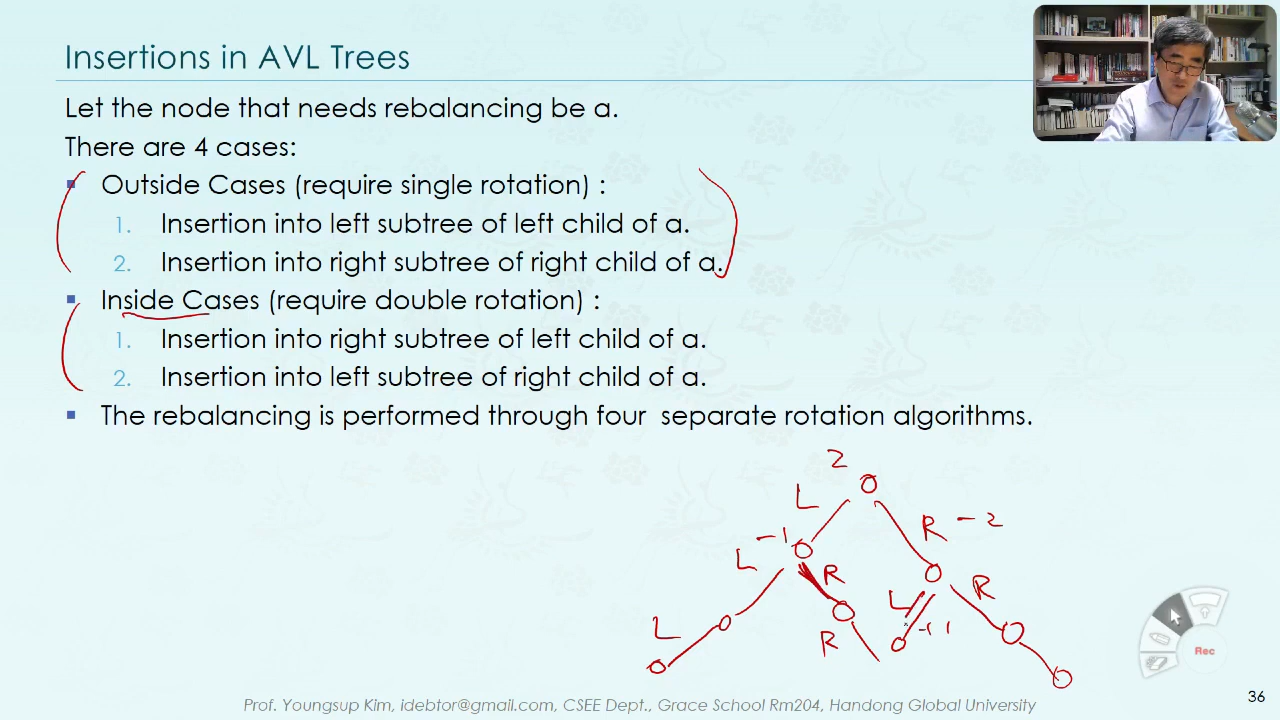 Insertions in AVL Trees
Let the node that needs rebalancing be a.
There are 4 cases:
▪ Outside Cases (require single rotation) :
1. Insertion into left subtree of left child of a.
2. Insertion into right subtree of right child of a.
▪ Inside Cases (require double rotation) :
1. Insertion into right subtree of left child of a.
2. Insertion into left subtree of right child of a.
▪ The rebalancing is performed through four separate rotation algorithms.
2
L
R -2
-1
L R
L R
L R
Rec
Prof. Youngsup Kim, idebtor@gmail.com, CSEE Dept., Grace School Rm204, Handong Global University
36